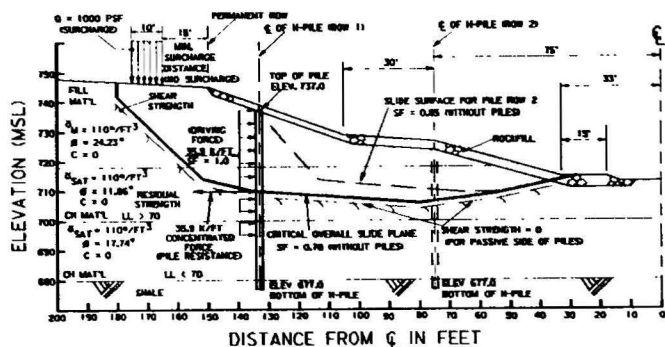 Q = 1000 PSF
(SURCHARGE)
10'
15'
MIN.
SURCHARGE
DISTANCE
(NO SURCHARGE)
PERMANENT ROW
℄ OF H-PILE (ROW 1)
TOP OF PILE
ELEV. 737.0
℄ OF H-PILE (ROW 2)
℄
75'
30'
33'
15'
SLIDE SURFACE FOR PILE ROW 2
SF = 0.85 (WITHOUT PILES)
ROCKFILL
FILL
MAT'L
SHEAR
STRENGTH
γM = 110#/FT³
Ø = 24.23°
C = 0
(DRIVING
FORCE)
35.9 K/FT
SF = 1.0
γSAT = 110#/FT³
Ø = 11.86°
C = 0
RESIDUAL
STRENGTH
CH MAT'L LL > 70
γSAT = 110#/FT³
Ø = 17.74°
C = 0
35.9 K/FT
CONCENTRATED
FORCE
(PILE RESISTANCE)
CRITICAL OVERALL SLIDE PLANE
SF = 0.78 (WITHOUT PILES)
SHEAR STRENGTH = 0
(FOR PASSIVE SIDE OF PILES)
CH MAT'L LL < 70
SHALE
ELEV 677.0
BOTTOM OF H-PILE
ELEV 677.0
BOTTOM OF H-PILE
ELEVATION (MSL)
750
740
730
720
710
700
690
680
200 190 180 170 160 150 140 130 120 110 100 90 80 70 60 50 40 30 20 10 0
DISTANCE FROM ℄ IN FEET